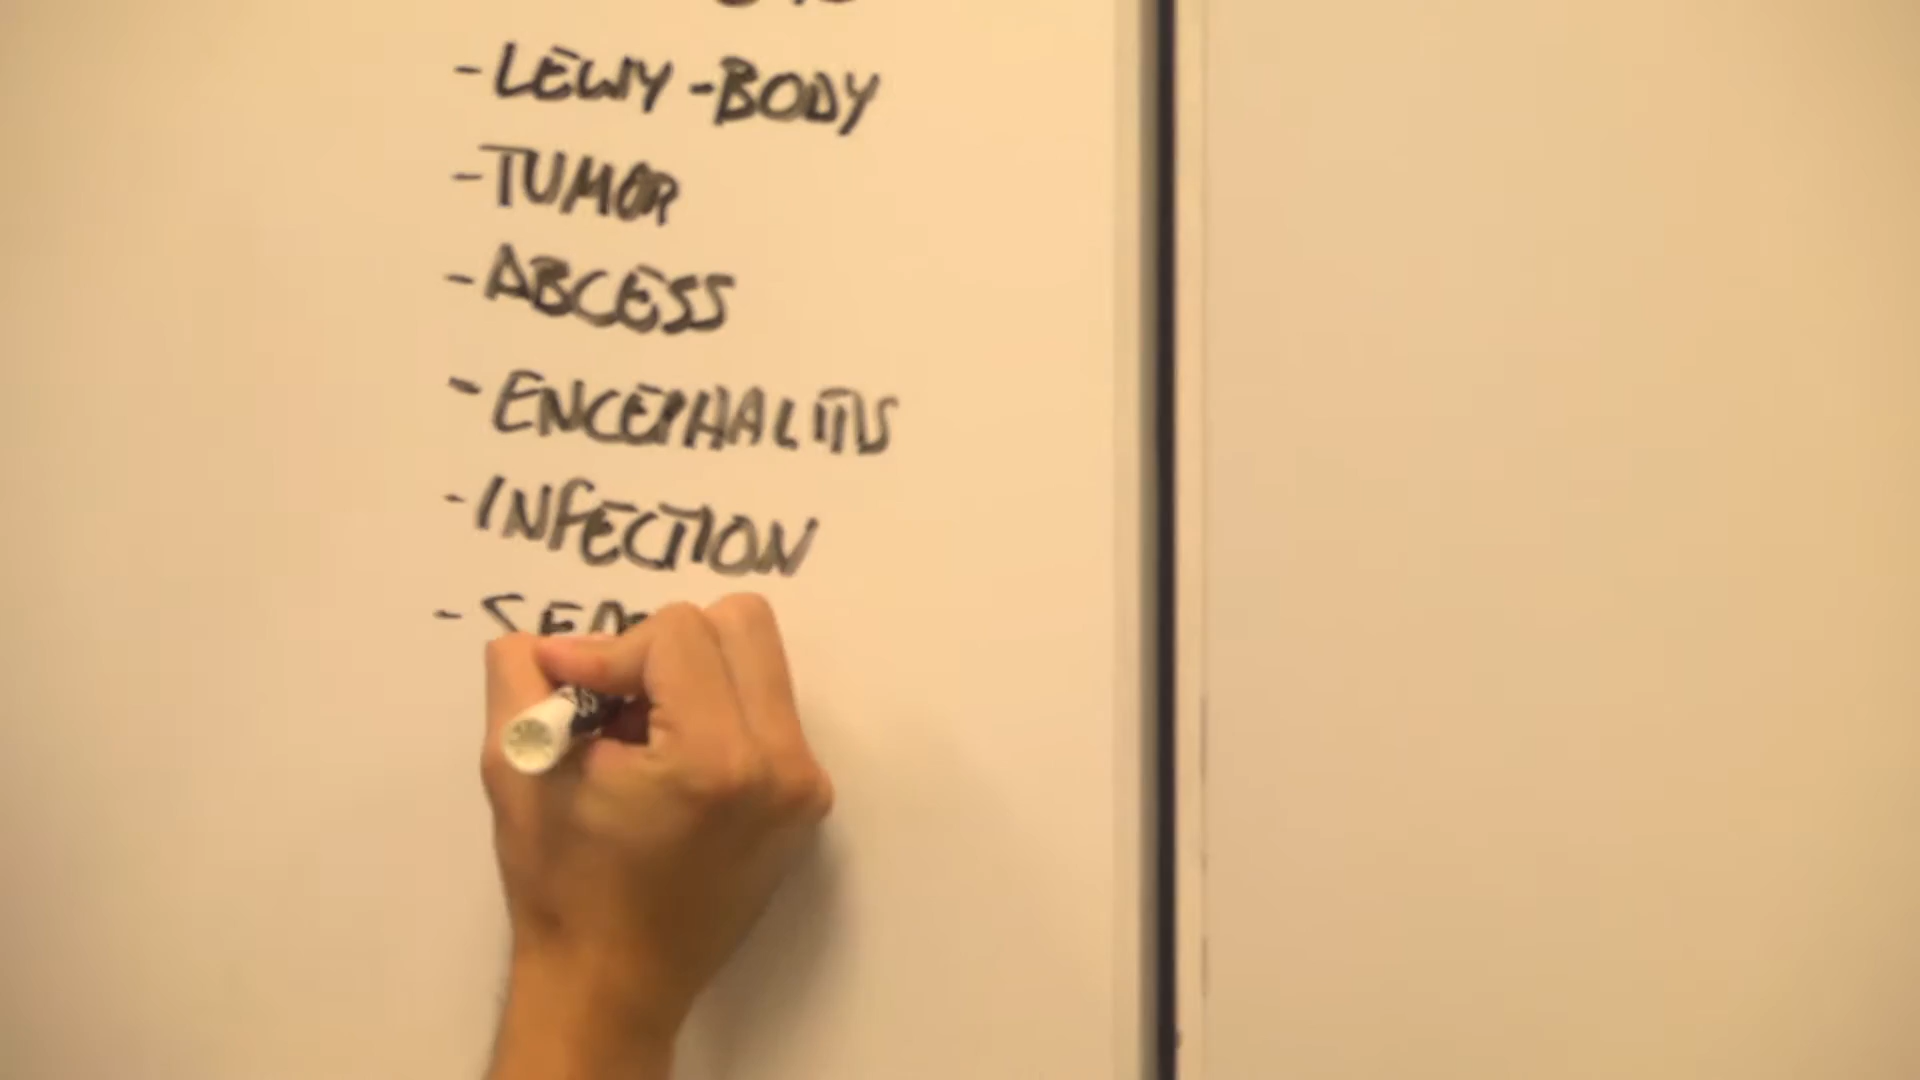 - LEWY-BODY
- TUMOR
- ABCESS
- ENCEPHALITIS
- INFECTION